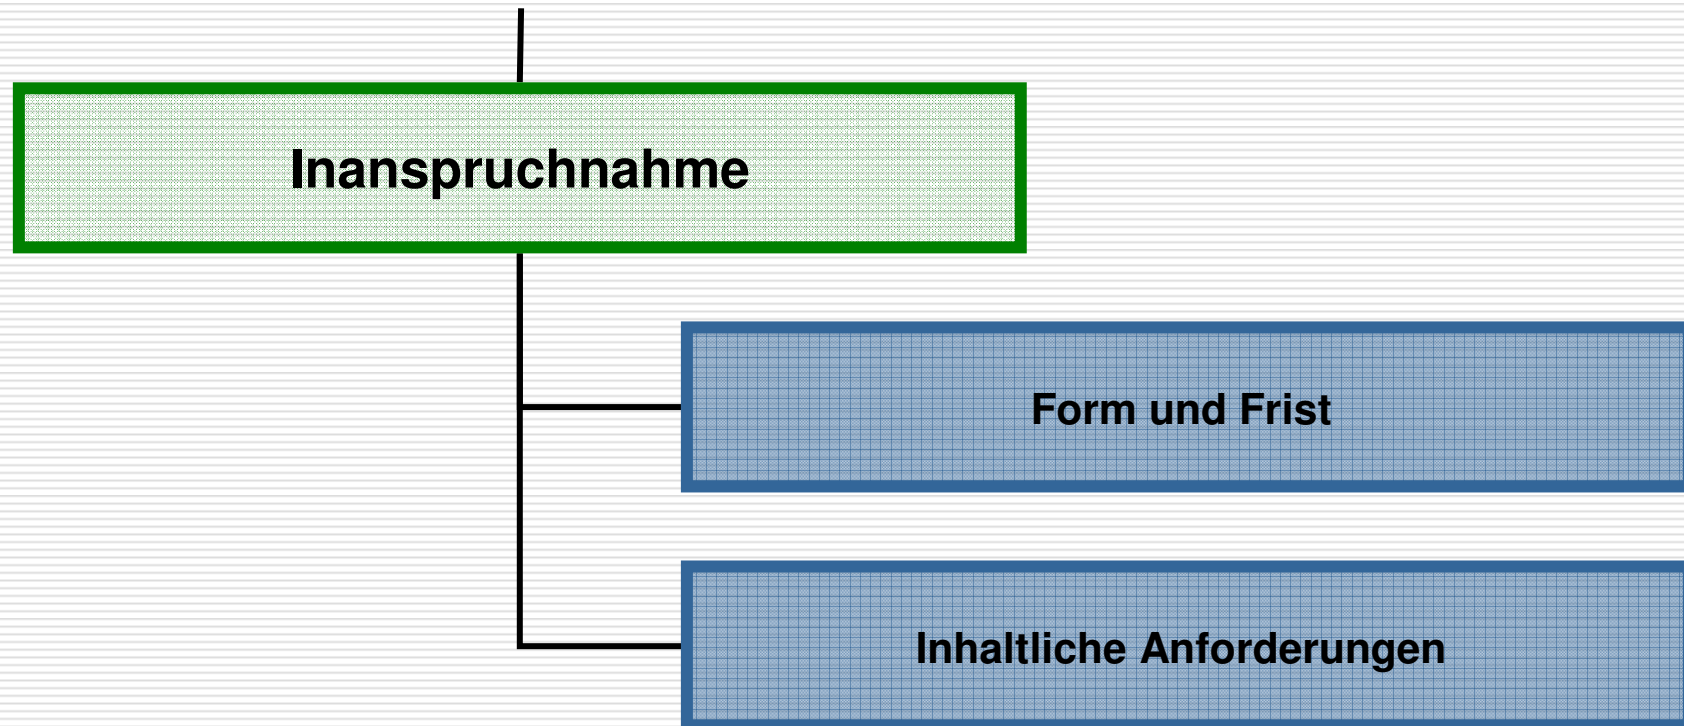 Inanspruchnahme
Form und Frist
Inhaltliche Anforderungen